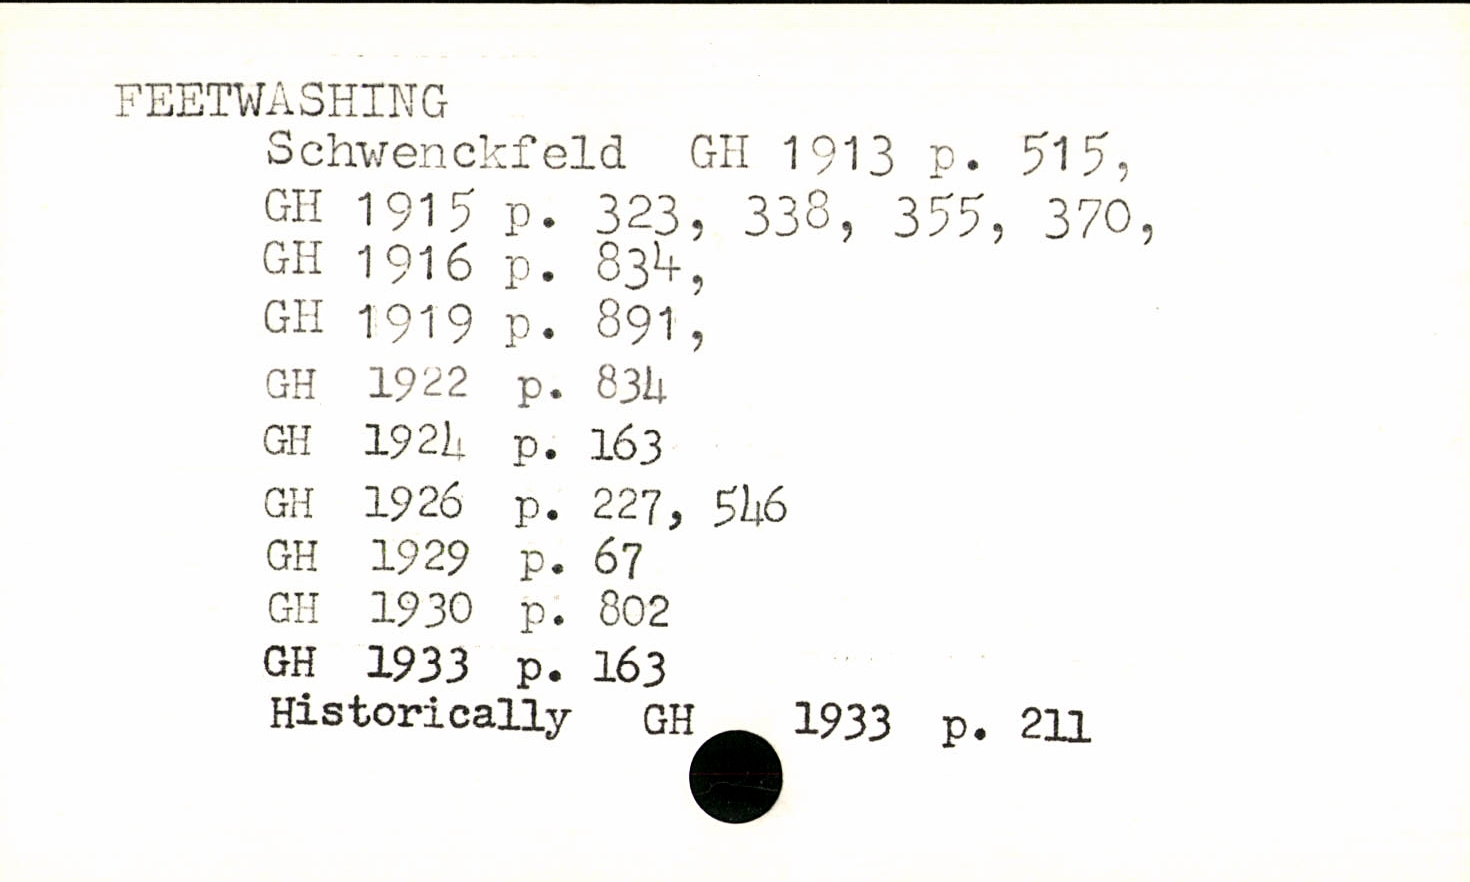 FEETWASHING
Schwenckfeld GH 1913 p. 515,
GH 1915 p. 323, 338, 355, 370,
GH 1916 p. 834,
GH 1919 p. 891,
GH 1922 p. 834
GH 1924 p. 163
GH 1926 p. 227, 546
GH 1929 p. 67
GH 1930 p. 802
GH 1933 p. 163
Historically GH 1933 p. 211